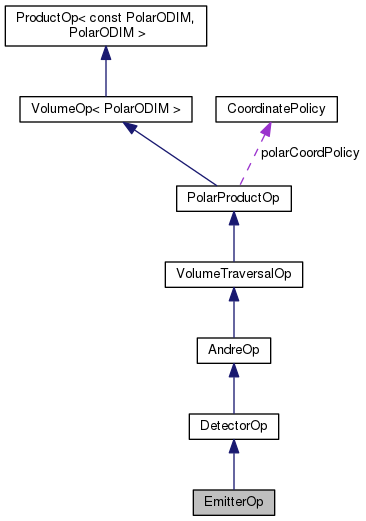 ProductOp< const PolarODIM,
PolarODIM >
VolumeOp< PolarODIM >
CoordinatePolicy
polarCoordPolicy
PolarProductOp
VolumeTraversalOp
AndreOp
DetectorOp
EmitterOp